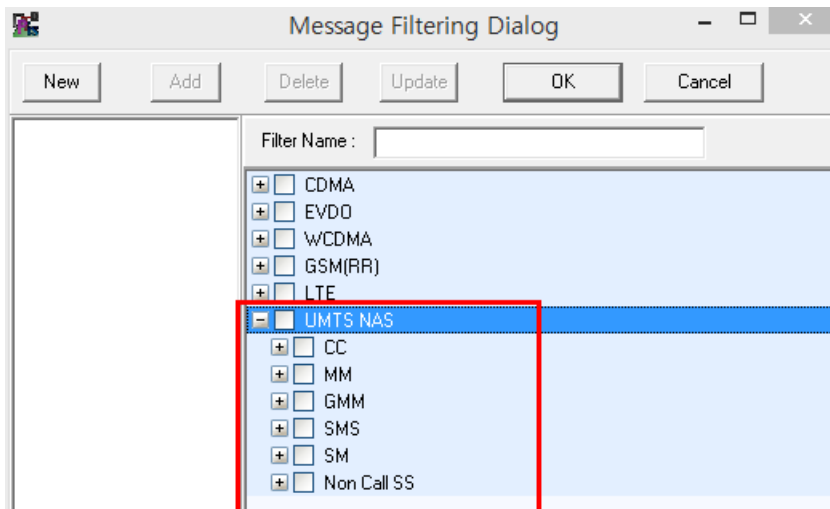 Message Filtering Dialog
New Add Delete Update OK Cancel
Filter Name :
CDMA
EVDO
WCDMA
GSM(RR)
LTE
UMTS NAS
CC
MM
GMM
SMS
SM
Non Call SS